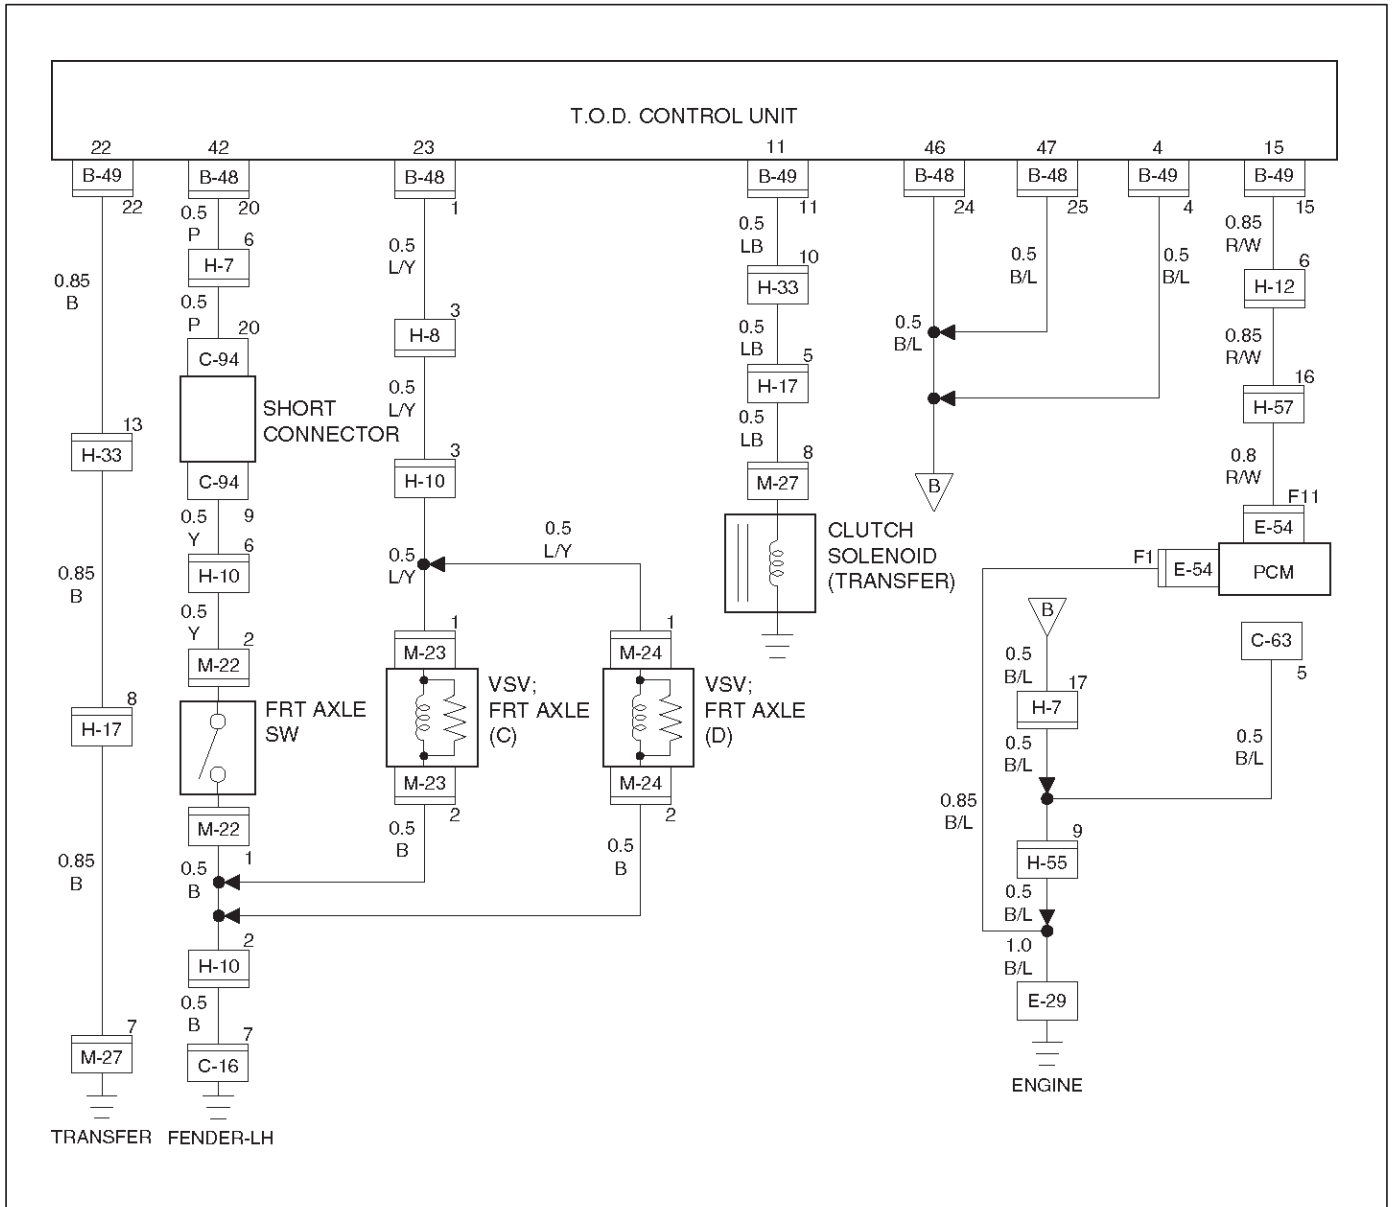 T.O.D. CONTROL UNIT
22 42 23 11 46 47 4 15
B-49 B-48 B-48 B-49 B-48 B-48 B-49 B-49
22 20 1 11 24 25 4 15
0.5
P
6
H-7
0.85
B
0.5
P
20
C-94
SHORT
CONNECTOR
13
H-33
C-94
9
0.5
Y
6
H-10
0.85
B
0.5
Y
2
M-22
8
H-17
FRT AXLE
SW
M-22
1
0.85
B
0.5
B
2
H-10
0.5
B
7
M-27
7
C-16
TRANSFER
FENDER-LH
0.5
L/Y
3
H-8
0.5
L/Y
3
H-10
0.5
L/Y
0.5
L/Y
1
M-23
VSV;
FRT AXLE
(C)
M-23
2
0.5
B
1
M-24
VSV;
FRT AXLE
(D)
M-24
2
0.5
B
0.5
LB
10
H-33
0.5
LB
5
H-17
0.5
LB
8
M-27
CLUTCH
SOLENOID
(TRANSFER)
0.5
B/L
0.5
B/L
0.5
B/L
B
0.85
R/W
6
H-12
0.85
R/W
16
H-57
0.8
R/W
F11
E-54
F1
E-54
PCM
C-63
5
B
0.5
B/L
17
H-7
0.5
B/L
0.5
B/L
0.85
B/L
9
H-55
0.5
B/L
1.0
B/L
E-29
ENGINE